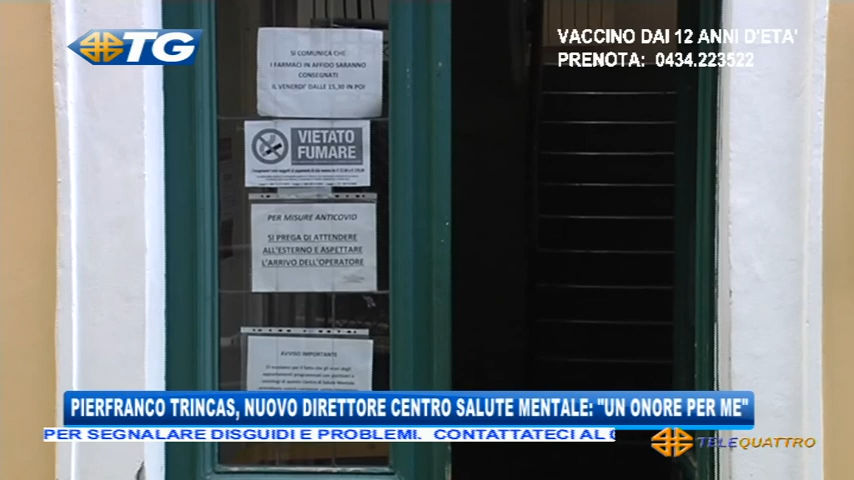 TG
VACCINO DAI 12 ANNI D'ETA'
PRENOTA: 0434.223522
SI COMUNICA CHE
I FARMACI IN AFFIDO SARANNO
CONSEGNATI
IL VENERDI' DALLE 15,30 IN POI
VIETATO
FUMARE
PER MISURE ANTICOVID
SI PREGA DI ATTENDERE
ALL'ESTERNO E ASPETTARE
L'ARRIVO DELL'OPERATORE
AVVISO IMPORTANTE
PIERFRANCO TRINCAS, NUOVO DIRETTORE CENTRO SALUTE MENTALE: "UN ONORE PER ME"
PER SEGNALARE DISGUIDI E PROBLEMI. CONTATTATECI AL
TELEQUATTRO